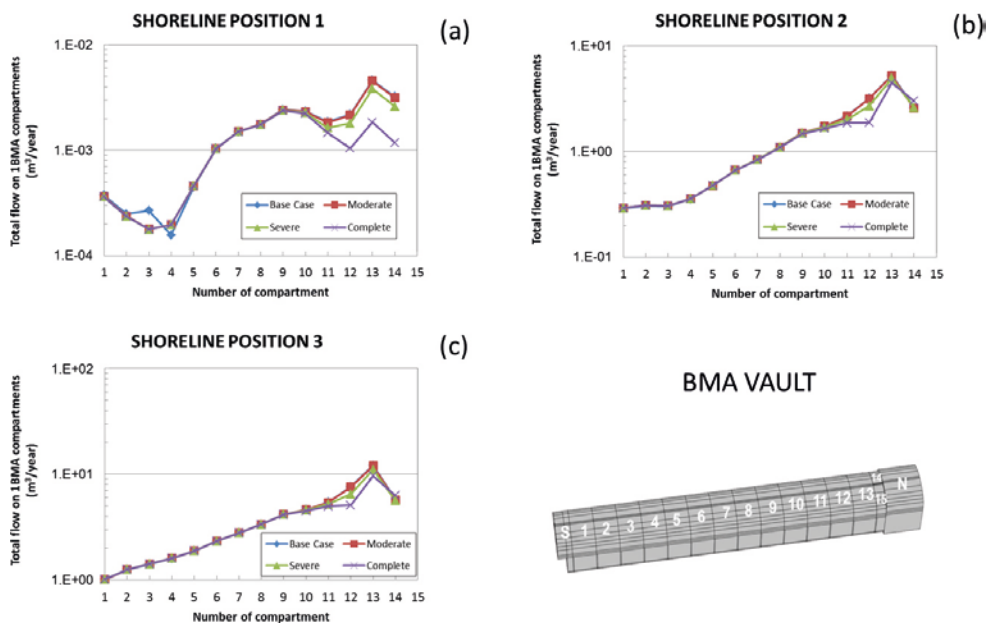 SHORELINE POSITION 1
(a)
Total flow on 1BMA compartments
(m³/year)
1.E-02
1.E-03
1.E-04
Base Case
Moderate
Severe
Complete
1 2 3 4 5 6 7 8 9 10 11 12 13 14 15
Number of compartment
SHORELINE POSITION 2
(b)
Total flow on 1BMA compartments
(m³/year)
1.E+01
1.E+00
1.E-01
Base Case
Moderate
Severe
Complete
1 2 3 4 5 6 7 8 9 10 11 12 13 14 15
Number of compartment
SHORELINE POSITION 3
(c)
Total flow on 1BMA compartments
(m³/year)
1.E+02
1.E+01
1.E+00
Base Case
Moderate
Severe
Complete
1 2 3 4 5 6 7 8 9 10 11 12 13 14 15
Number of compartment
BMA VAULT
S 1 2 3 4 5 6 7 8 9 10 11 12 13 14 15 N